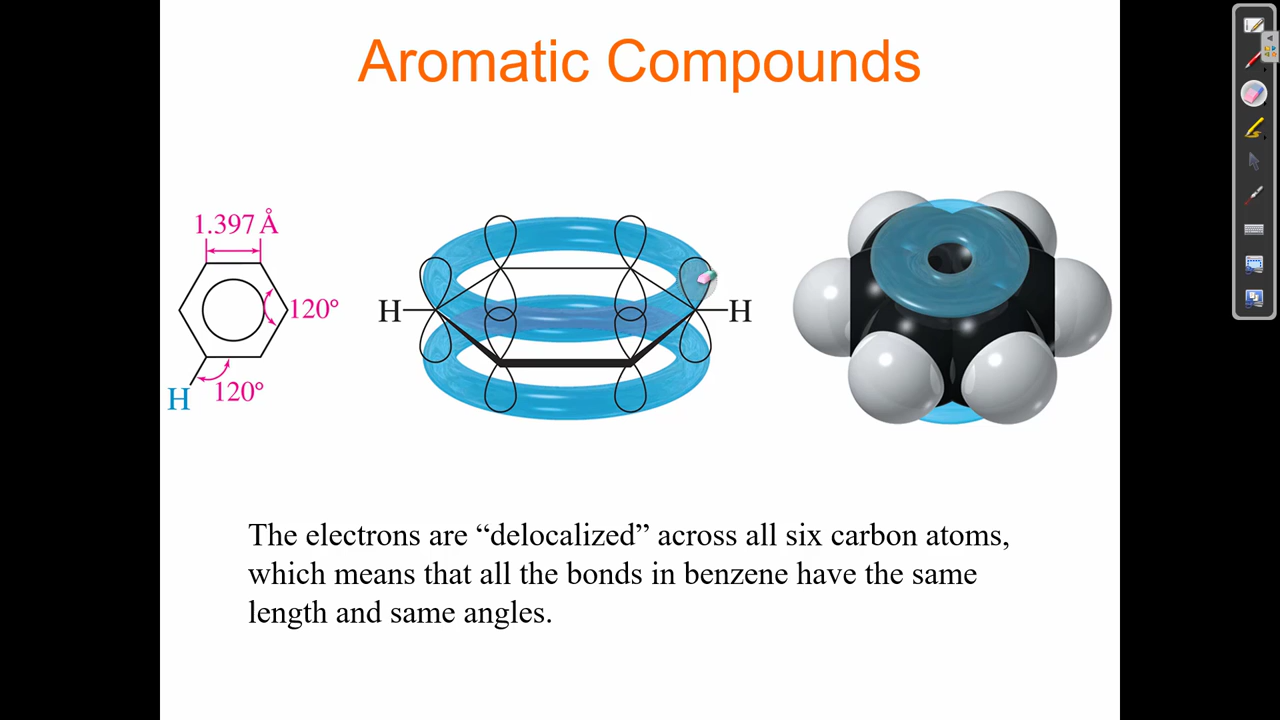 Aromatic Compounds
1.397 Å
120°
120°
H
H
H
The electrons are “delocalized” across all six carbon atoms,
which means that all the bonds in benzene have the same
length and same angles.